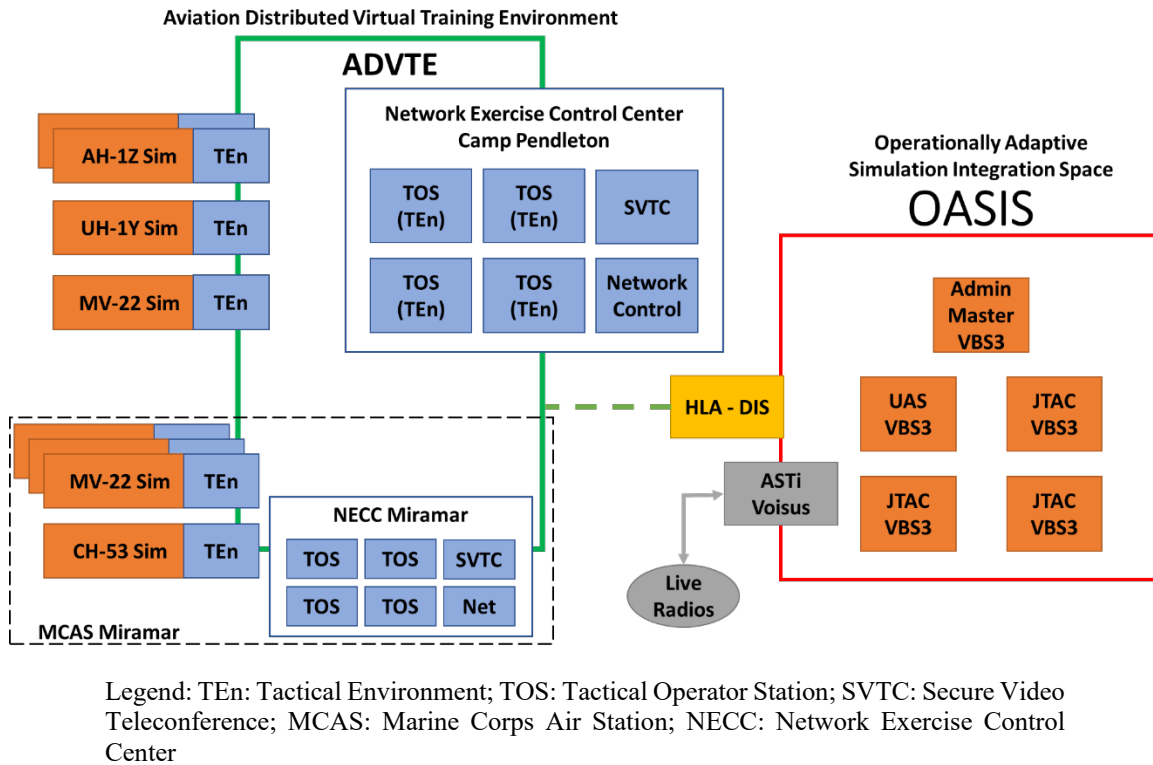 Aviation Distributed Virtual Training Environment
ADVTE
Network Exercise Control Center
Camp Pendleton
TOS
(TEn)
TOS
(TEn)
SVTC
TOS
(TEn)
TOS
(TEn)
Network
Control
AH-1Z Sim
TEn
UH-1Y Sim
TEn
MV-22 Sim
TEn
MV-22 Sim
TEn
CH-53 Sim
TEn
NECC Miramar
TOS
TOS
SVTC
TOS
TOS
Net
MCAS Miramar
HLA - DIS
ASTi
Voisus
Live
Radios
Operationally Adaptive
Simulation Integration Space
OASIS
Admin
Master
VBS3
UAS
VBS3
JTAC
VBS3
JTAC
VBS3
JTAC
VBS3
Legend: TEn: Tactical Environment; TOS: Tactical Operator Station; SVTC: Secure Video
Teleconference; MCAS: Marine Corps Air Station; NECC: Network Exercise Control
Center